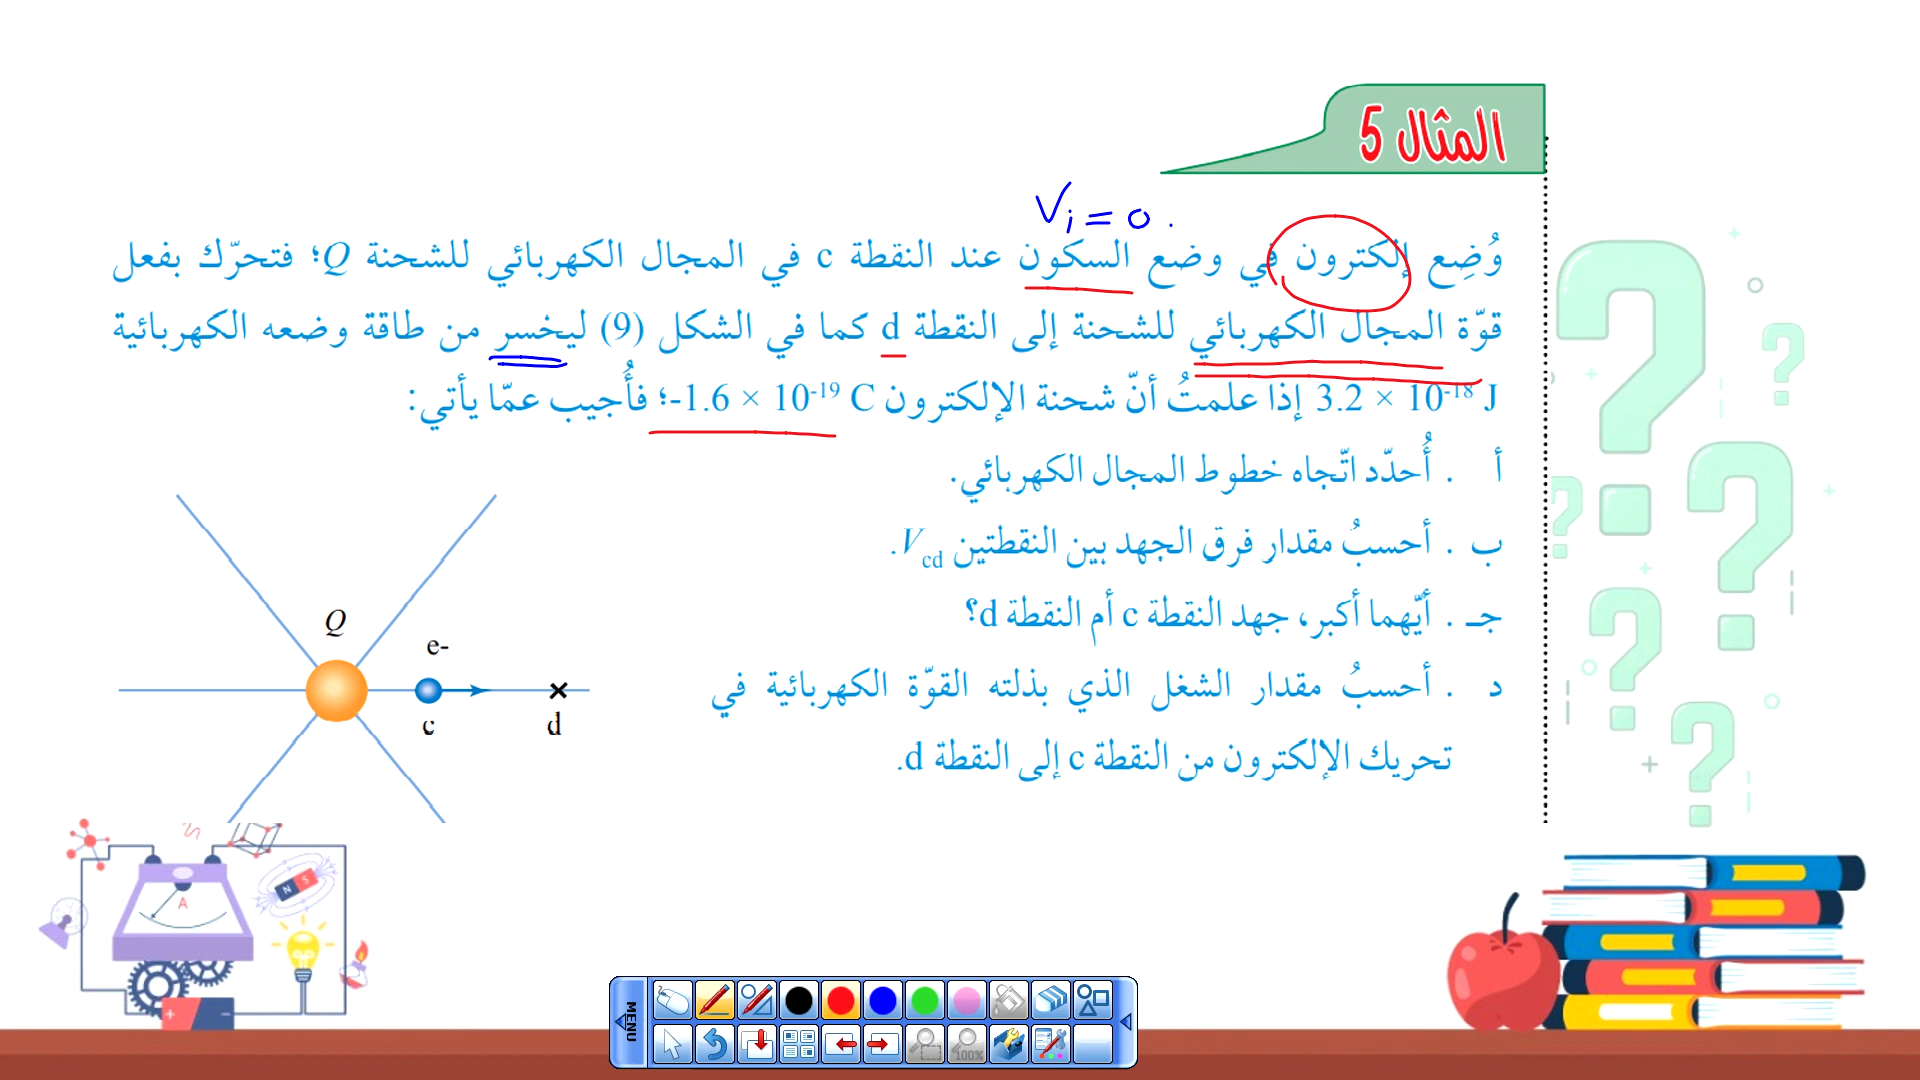 المثال 5
Vi = 0 .
وُضِع إلكترون في وضع السكون عند النقطة c في المجال الكهربائي للشحنة Q؛ فتحرّك بفعل
قوّة المجال الكهربائي للشحنة إلى النقطة d كما في الشكل (9) ليخسر من طاقة وضعه الكهربائية
3.2 × 10-18 J إذا علمتُ أنّ شحنة الإلكترون -1.6 × 10-19 C؛ فأُجيب عمّا يأتي:
أ . أُحدّد اتّجاه خطوط المجال الكهربائي.
ب . أحسبُ مقدار فرق الجهد بين النقطتين Vcd.
جـ . أيّهما أكبر، جهد النقطة c أم النقطة d؟
د . أحسبُ مقدار الشغل الذي بذلته القوّة الكهربائية في
تحريك الإلكترون من النقطة c إلى النقطة d.
Q
e-
c
d
A
N S
+ −
MENU
100%